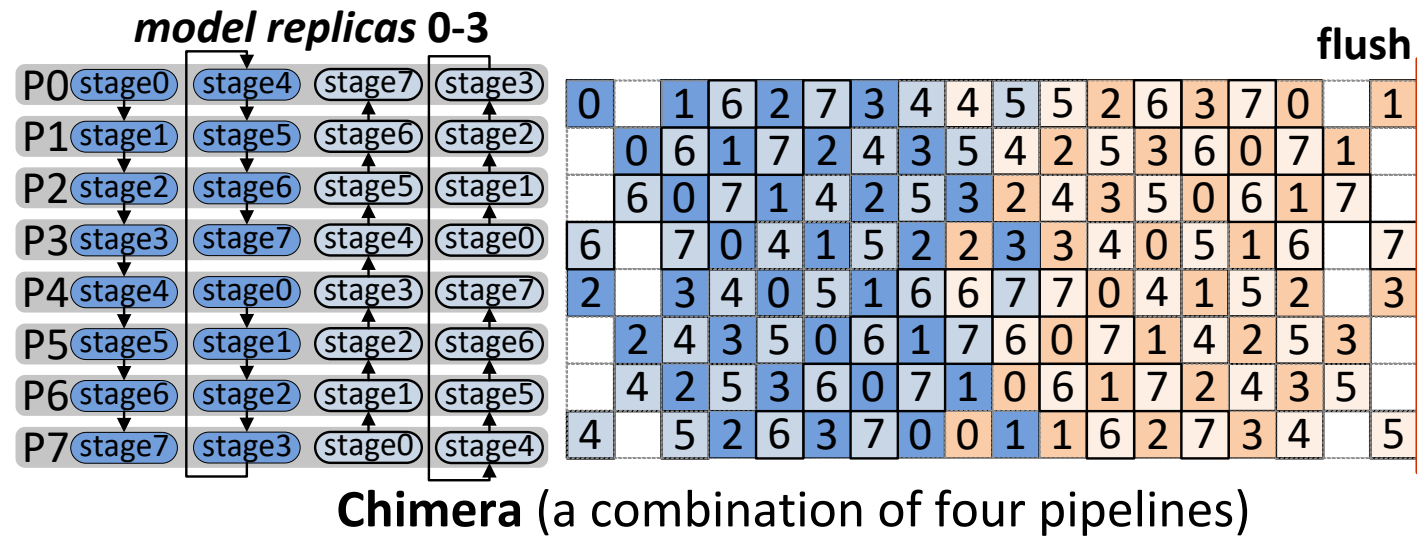 model replicas 0-3
flush
P0 stage0 stage4 stage7 stage3 0 1 6 2 7 3 4 4 5 5 2 6 3 7 0 1
P1 stage1 stage5 stage6 stage2 0 6 1 7 2 4 3 5 4 2 5 3 6 0 7 1
P2 stage2 stage6 stage5 stage1 6 0 7 1 4 2 5 3 2 4 3 5 0 6 1 7
P3 stage3 stage7 stage4 stage0 6 7 0 4 1 5 2 2 3 3 4 0 5 1 6 7
P4 stage4 stage0 stage3 stage7 2 3 4 0 5 1 6 6 7 7 0 4 1 5 2 3
P5 stage5 stage1 stage2 stage6 2 4 3 5 0 6 1 7 6 0 7 1 4 2 5 3
P6 stage6 stage2 stage1 stage5 4 2 5 3 6 0 7 1 0 6 1 7 2 4 3 5
P7 stage7 stage3 stage0 stage4 4 5 2 6 3 7 0 0 1 1 6 2 7 3 4 5
Chimera (a combination of four pipelines)